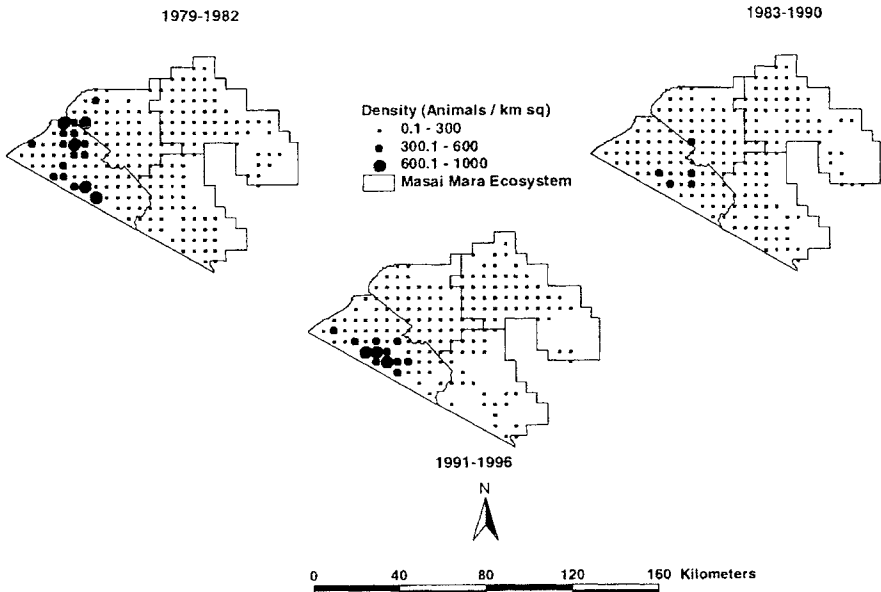 1979-1982
1983-1990
Density (Animals / km sq)
0.1 - 300
300.1 - 600
600.1 - 1000
Masai Mara Ecosystem
1991-1996
N
0 40 80 120 160 Kilometers